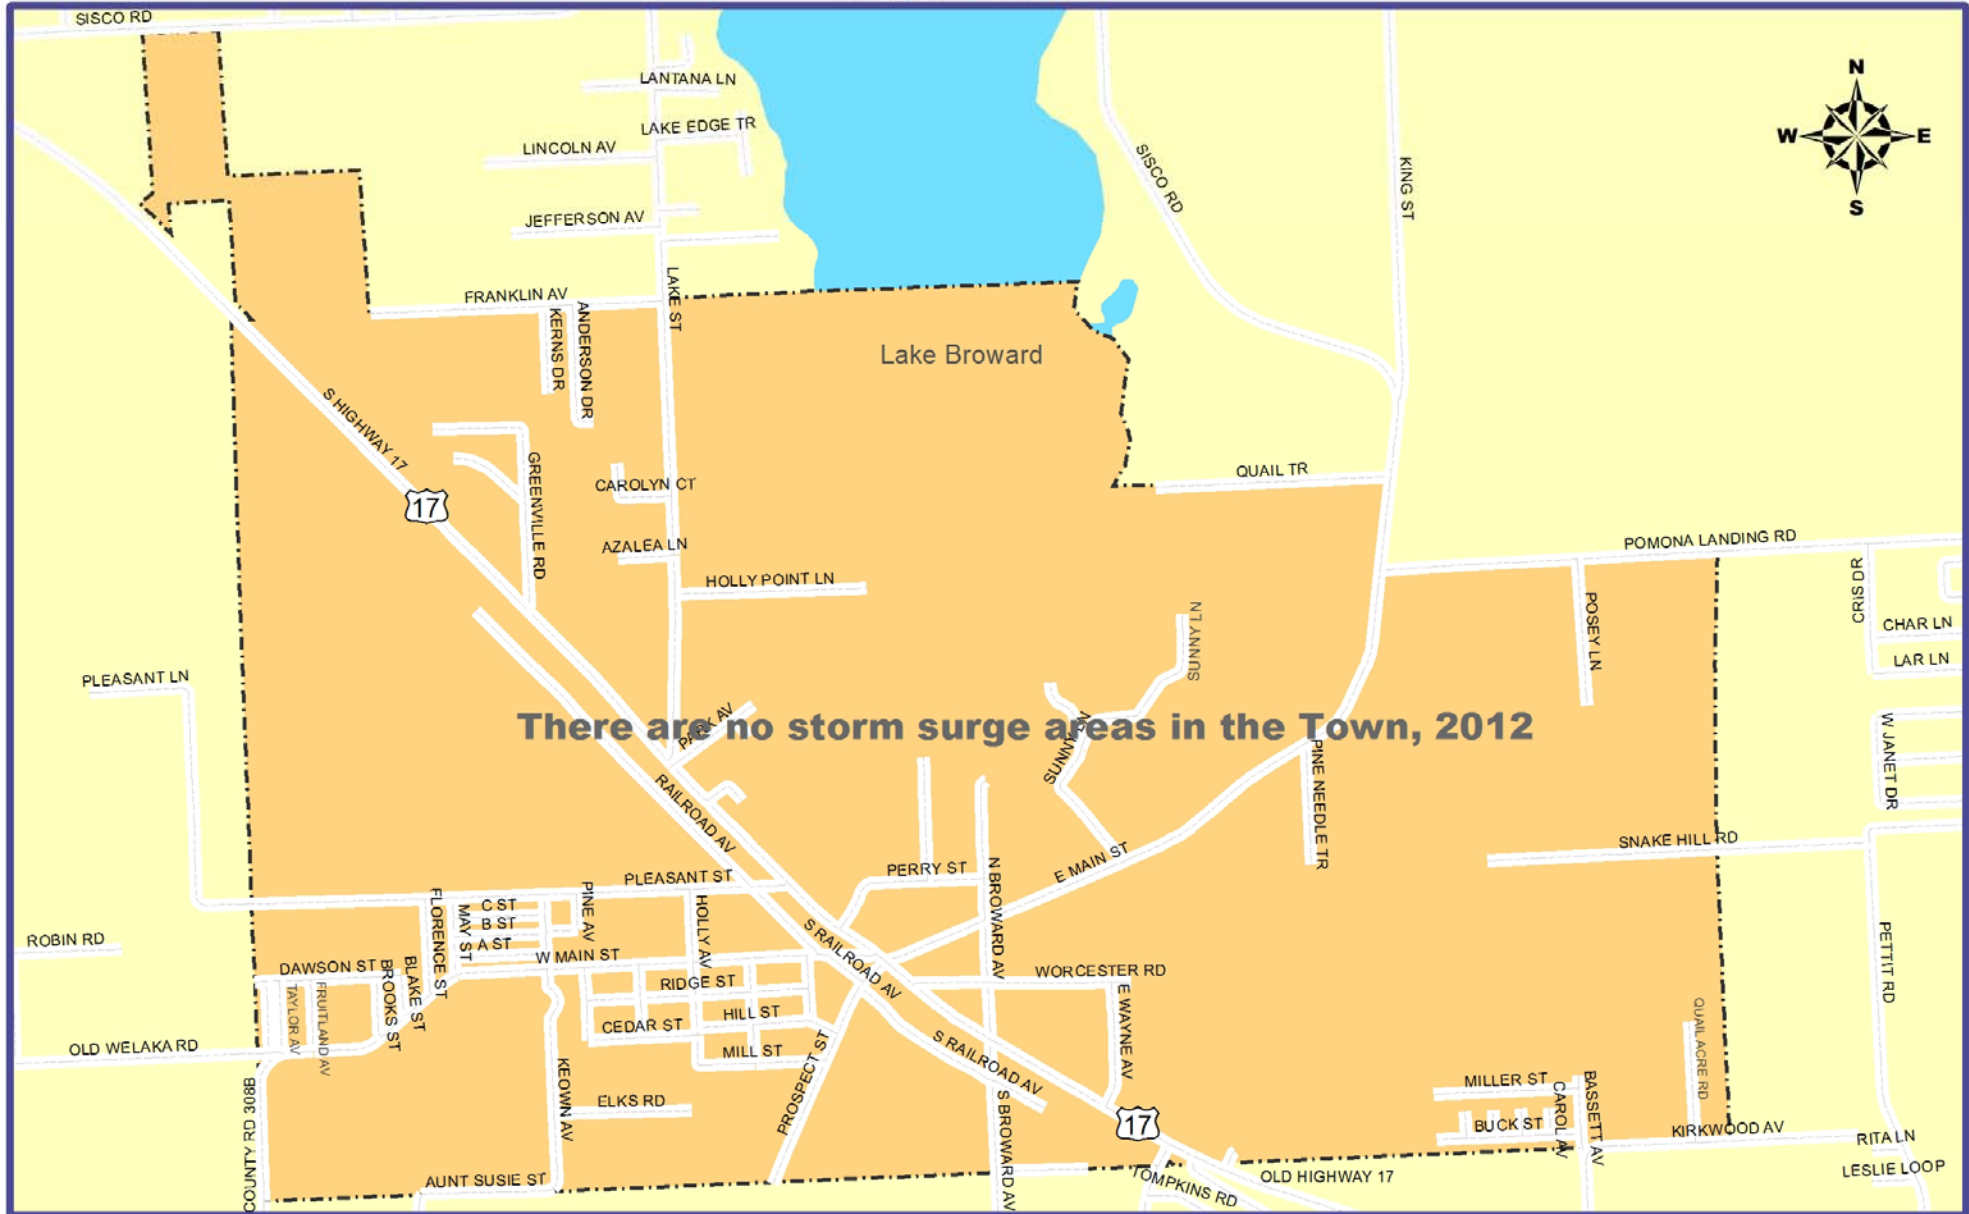 SISCO RD
LANTANA LN
LAKE EDGE TR
LINCOLN AV
JEFFERSON AV
SISCO RD
KING ST
N
W
E
S
FRANKLIN AV
LAKE ST
KERNS DR
ANDERSON DR
Lake Broward
S HIGHWAY 17
17
GREENVILLE RD
CAROLYN CT
AZALEA LN
HOLLY POINT LN
QUAIL TR
POMONA LANDING RD
CRIS DR
CHAR LN
LAR LN
POSEY LN
SUNNY LN
PLEASANT LN
PARK AV
There are no storm surge areas in the Town, 2012
SUNNY LN
W JANET DR
PINE NEEDLE TR
RAILROAD AV
SNAKE HILL RD
E MAIN ST
PERRY ST
N BROWARD AV
PLEASANT ST
FLORENCE ST
MAY ST
C ST
B ST
A ST
PINE AV
HOLLY AV
W MAIN ST
S RAILROAD AV
ROBIN RD
DAWSON ST
BROOKS ST
BLAKE ST
TAYLOR AV
FRUITLAND AV
RIDGE ST
HILL ST
CEDAR ST
MILL ST
WORCESTER RD
E WAYNE AV
PETTIT RD
QUAIL ACRE RD
OLD WELAKA RD
COUNTY RD 308B
KEOWN AV
ELKS RD
PROSPECT ST
S RAILROAD AV
S BROWARD AV
17
MILLER ST
CAROL AV
BASSETT AV
BUCK ST
KIRKWOOD AV
RITA LN
LESLIE LOOP
AUNT SUSIE ST
TOMPKINS RD
OLD HIGHWAY 17